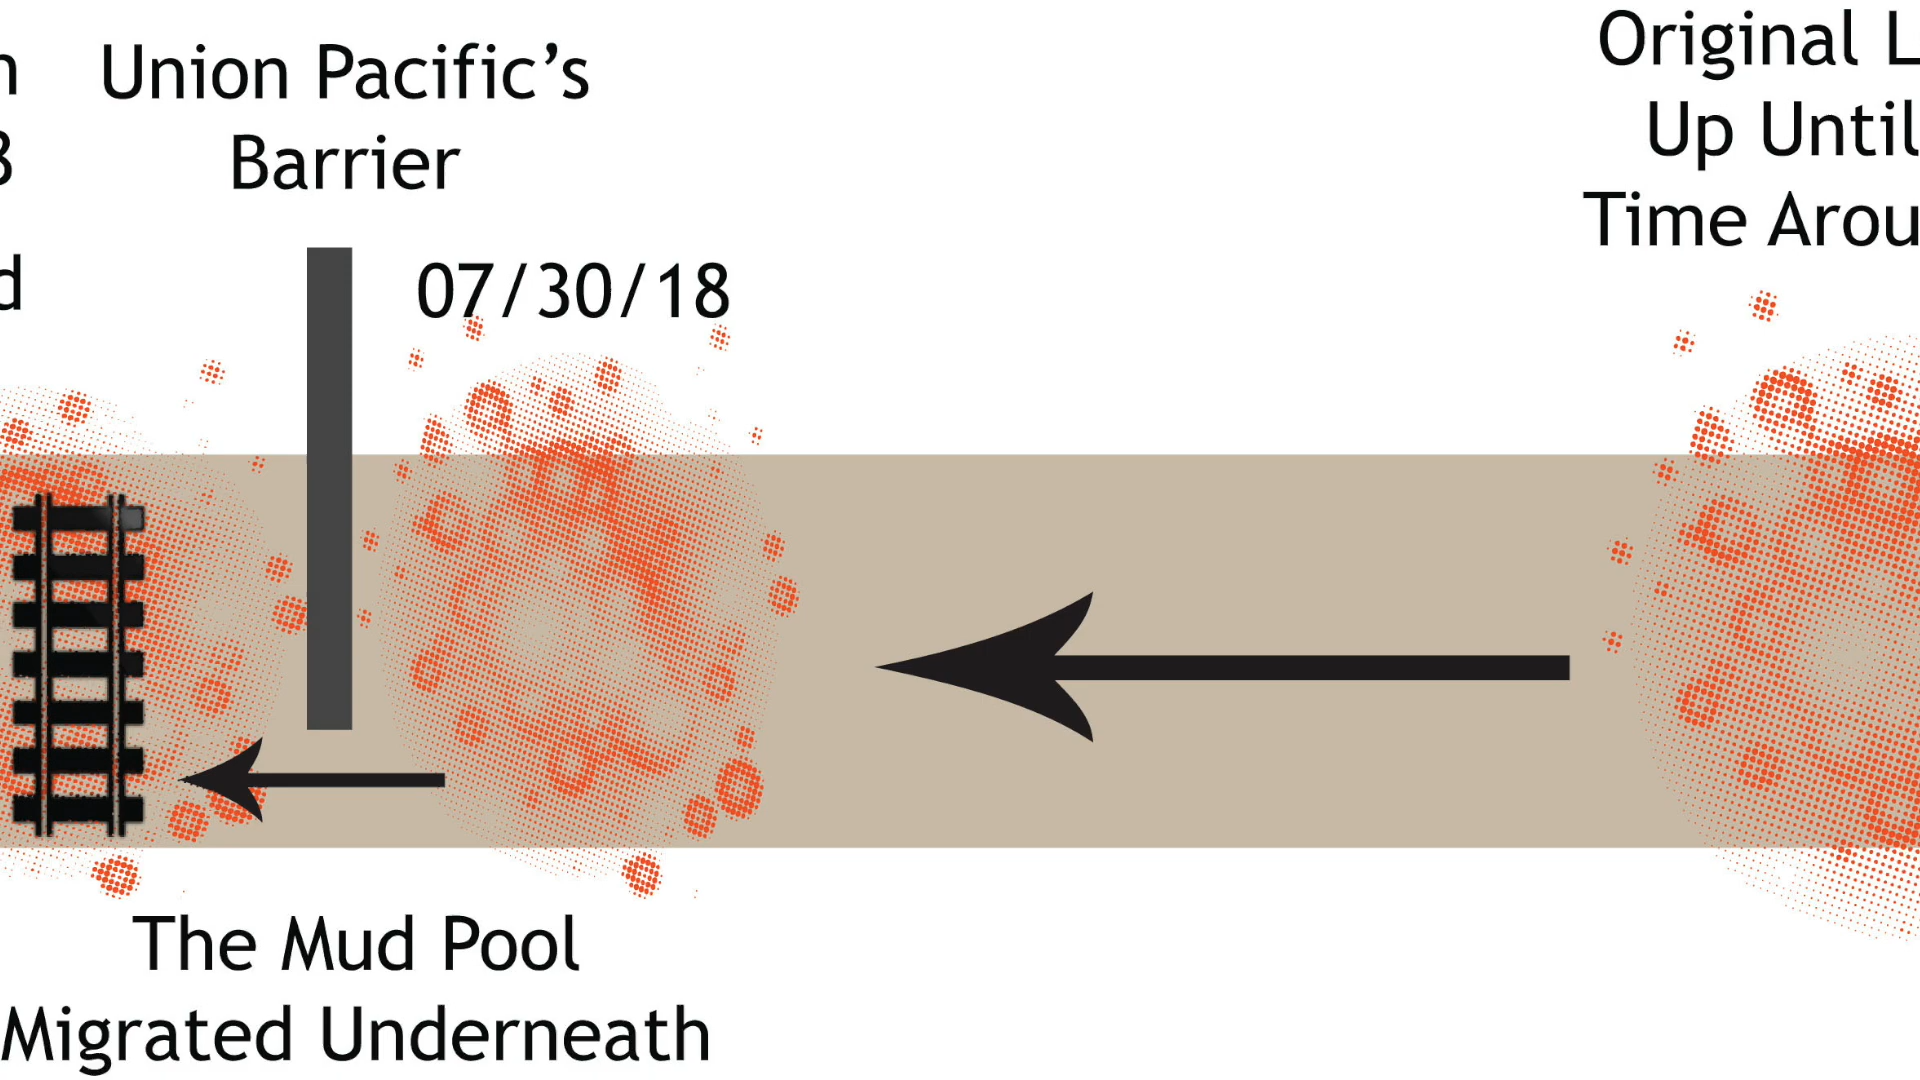 Union Pacific’s
Barrier
07/30/18
The Mud Pool
Migrated Underneath
Original L
Up Until
Time Arou